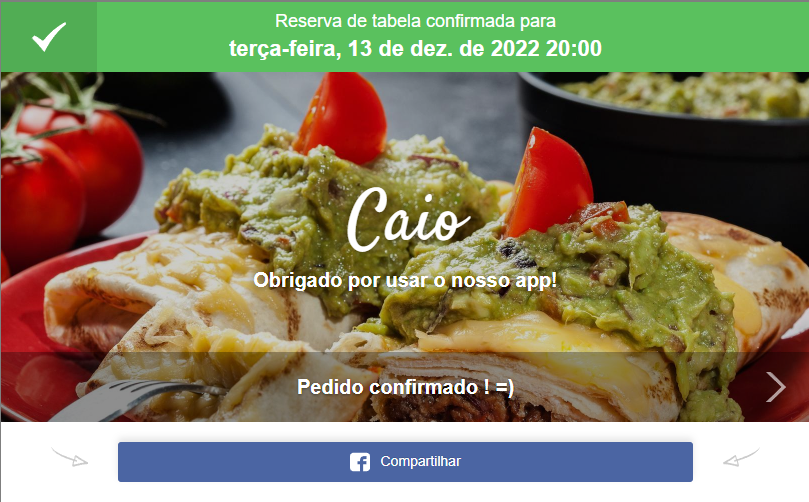 Reserva de tabela confirmada para
terça-feira, 13 de dez. de 2022 20:00
Caio
Obrigado por usar o nosso app!
Pedido confirmado ! =)
Compartilhar